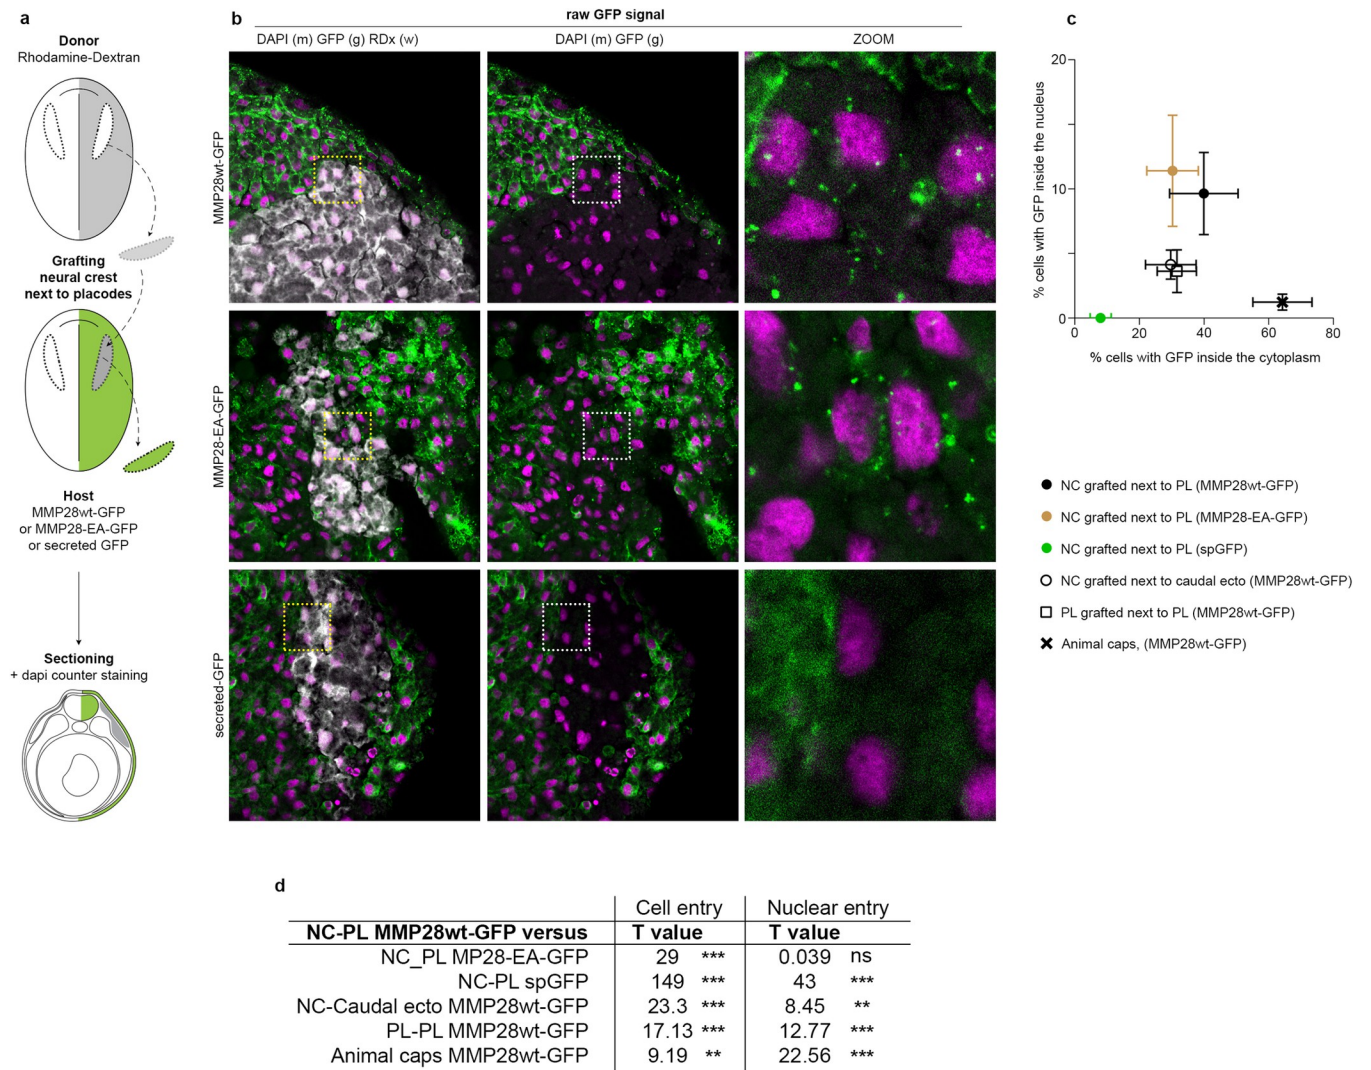 a
Donor
Rhodamine-Dextran
Grafting
neural crest
next to placodes
Host
MMP28wt-GFP
or MMP28-EA-GFP
or secreted GFP
Sectioning
+ dapi counter staining
b
raw GFP signal
DAPI (m) GFP (g) RDx (w)
DAPI (m) GFP (g)
ZOOM
MMP28wt-GFP
MMP28-EA-GFP
secreted-GFP
c
% cells with GFP inside the nucleus
20
10
0
0
20
40
60
80
% cells with GFP inside the cytoplasm
NC grafted next to PL (MMP28wt-GFP)
NC grafted next to PL (MMP28-EA-GFP)
NC grafted next to PL (spGFP)
NC grafted next to caudal ecto (MMP28wt-GFP)
PL grafted next to PL (MMP28wt-GFP)
Animal caps, (MMP28wt-GFP)
d
Cell entry Nuclear entry
NC-PL MMP28wt-GFP versus T value T value
NC_PL MP28-EA-GFP 29 *** 0.039 ns
NC-PL spGFP 149 *** 43 ***
NC-Caudal ecto MMP28wt-GFP 23.3 *** 8.45 **
PL-PL MMP28wt-GFP 17.13 *** 12.77 ***
Animal caps MMP28wt-GFP 9.19 ** 22.56 ***